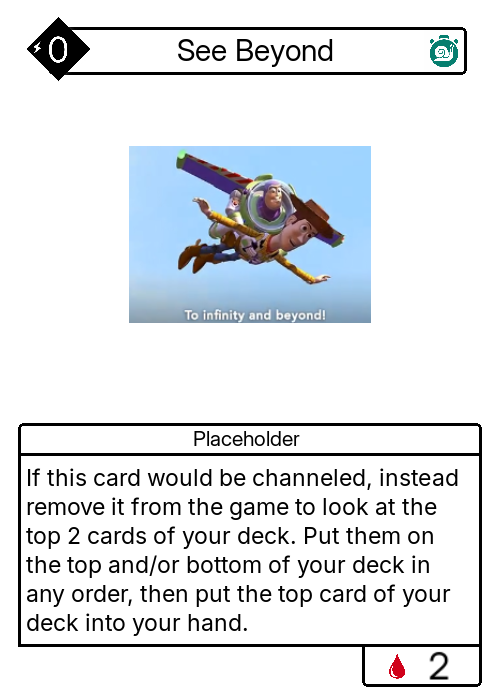 0
See Beyond
To infinity and beyond!
Placeholder
If this card would be channeled, instead
remove it from the game to look at the
top 2 cards of your deck. Put them on
the top and/or bottom of your deck in
any order, then put the top card of your
deck into your hand.
2